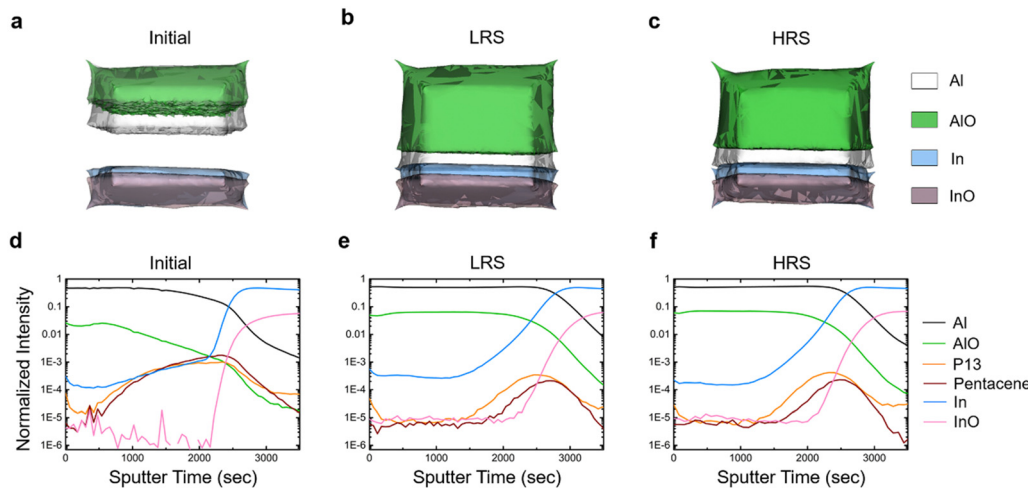 a
Initial
b
LRS
c
HRS
Al
AlO
In
InO
d
Initial
e
LRS
f
HRS
Normalized Intensity
1
0.1
0.01
1E-3
1E-4
1E-5
1E-6
0
1000
2000
3000
Sputter Time (sec)
1
0.1
0.01
1E-3
1E-4
1E-5
1E-6
0
1000
2000
3000
Sputter Time (sec)
1
0.1
0.01
1E-3
1E-4
1E-5
1E-6
0
1000
2000
3000
Sputter Time (sec)
Al
AlO
P13
Pentacene
In
InO